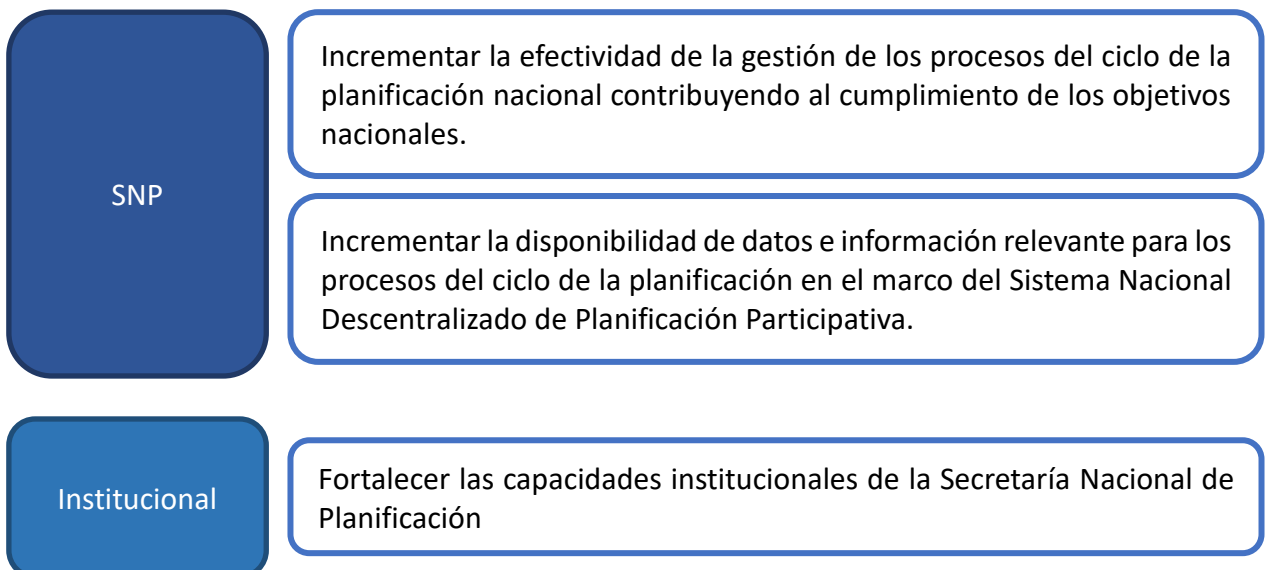 SNP
Incrementar la efectividad de la gestión de los procesos del ciclo de la
planificación nacional contribuyendo al cumplimiento de los objetivos
nacionales.
Incrementar la disponibilidad de datos e información relevante para los
procesos del ciclo de la planificación en el marco del Sistema Nacional
Descentralizado de Planificación Participativa.
Institucional
Fortalecer las capacidades institucionales de la Secretaría Nacional de
Planificación